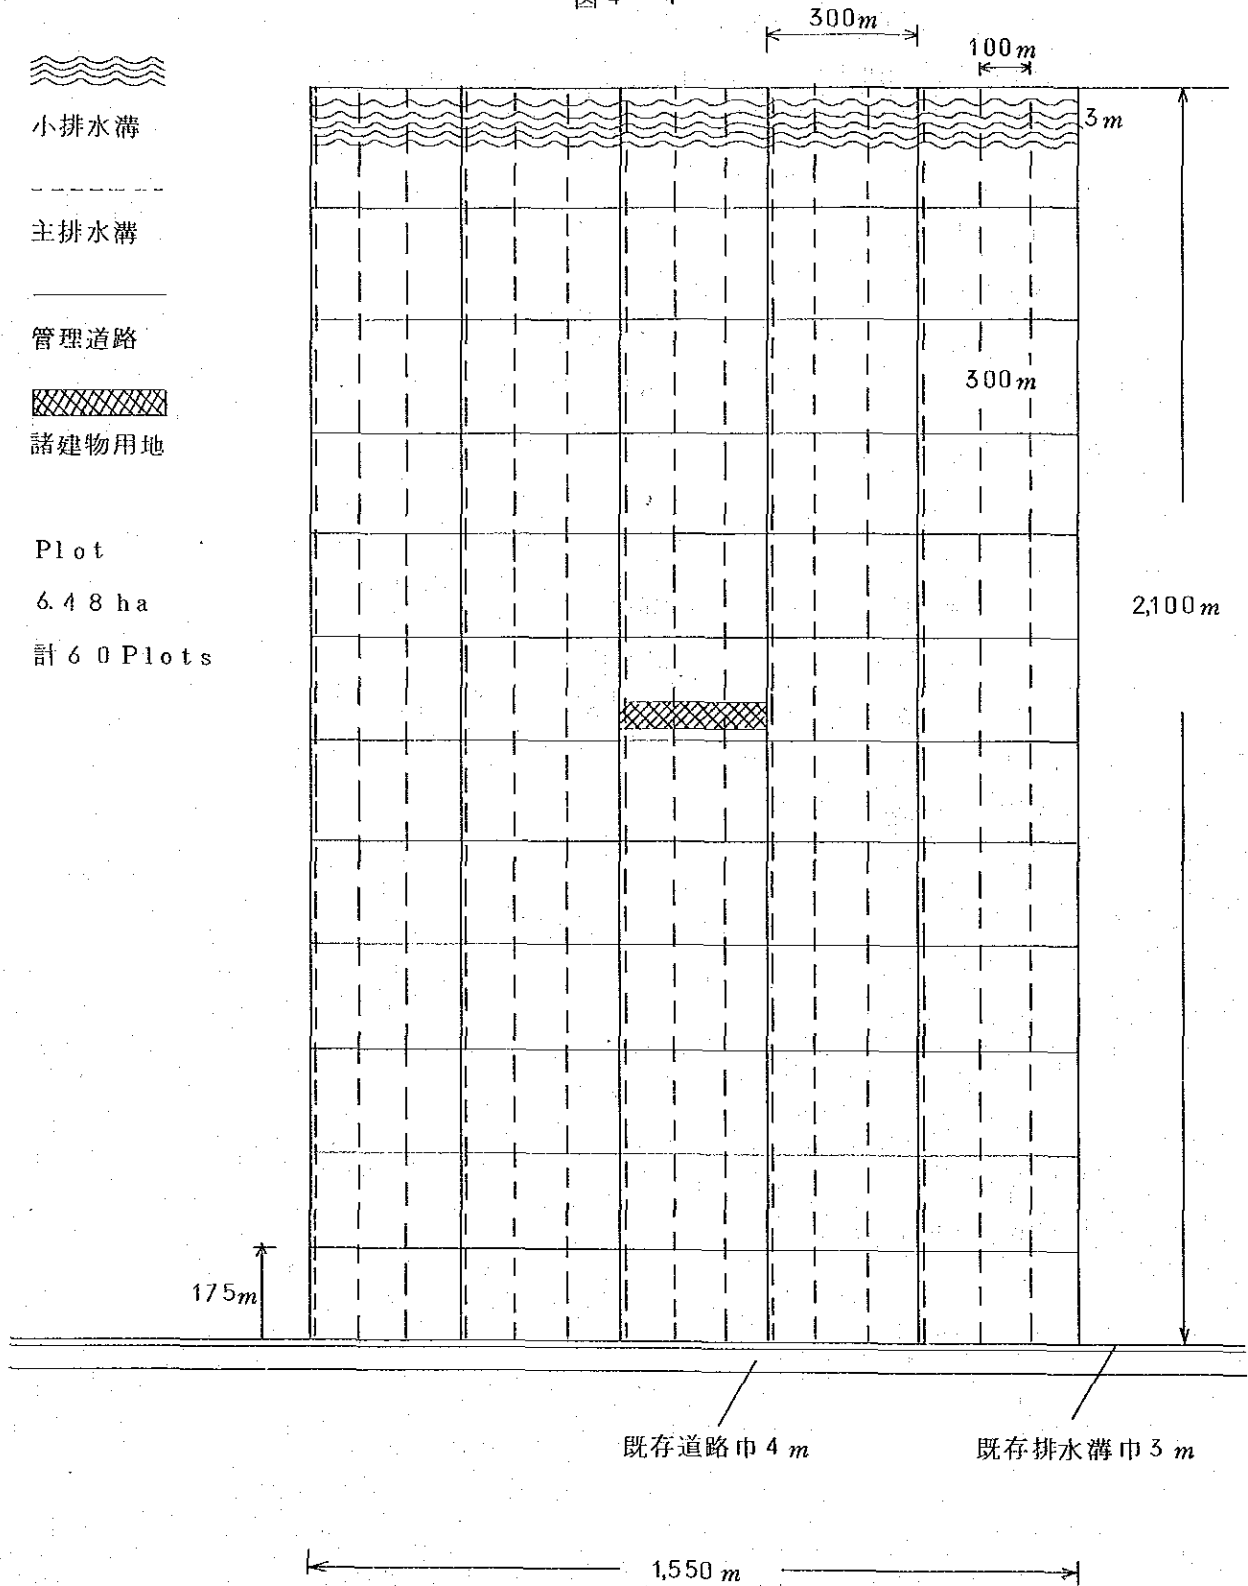 図4
300m
100m
小排水溝
3m
主排水溝
管理道路
300m
諸建物用地
Plot
6.48 ha
計60Plots
2,100m
175m
既存道路巾4m
既存排水溝巾3m
1,550m